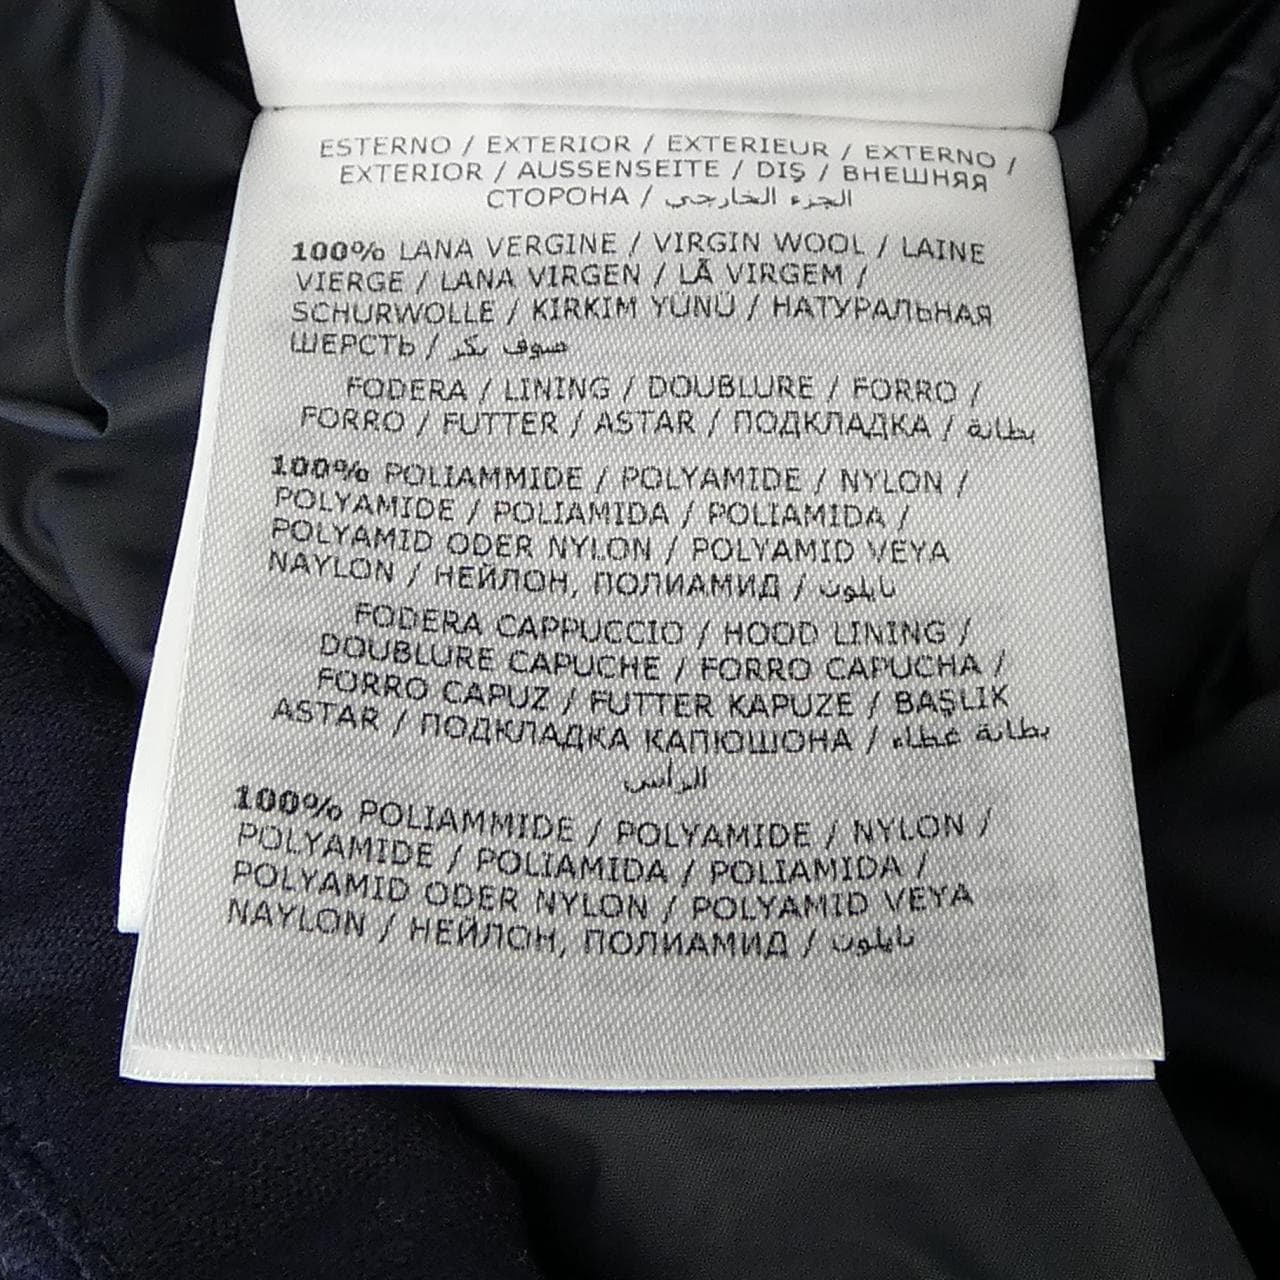 ESTERNO / EXTERIOR / EXTERIEUR / EXTERNO /
EXTERIOR / AUSSENSEITE / DIŞ / ВНЕШНЯЯ
СТОРОНА / الجزء الخارجي
100% LANA VERGINE / VIRGIN WOOL / LAINE
VIERGE / LANA VIRGEN / LÃ VIRGEM /
SCHURWOLLE / KIRKIM YÜNÜ / НАТУРАЛЬНАЯ
ШЕРСТЬ / صوف بكر
FODERA / LINING / DOUBLURE / FORRO /
FORRO / FUTTER / ASTAR / ПОДКЛАДКА / بطانة
100% POLIAMMIDE / POLYAMIDE / NYLON /
POLYAMIDE / POLIAMIDA / POLIAMIDA /
POLYAMID ODER NYLON / POLYAMID VEYA
NAYLON / НЕЙЛОН, ПОЛИАМИД / نايلون
FODERA CAPPUCCIO / HOOD LINING /
DOUBLURE CAPUCHE / FORRO CAPUCHA /
FORRO CAPUZ / FUTTER KAPUZE / BAŞLIK
ASTAR / ПОДКЛАДКА КАПЮШОНА / بطانة غطاء
الرأس
100% POLIAMMIDE / POLYAMIDE / NYLON /
POLYAMIDE / POLIAMIDA / POLIAMIDA /
POLYAMID ODER NYLON / POLYAMID VEYA
NAYLON / НЕЙЛОН, ПОЛИАМИД / نايلون